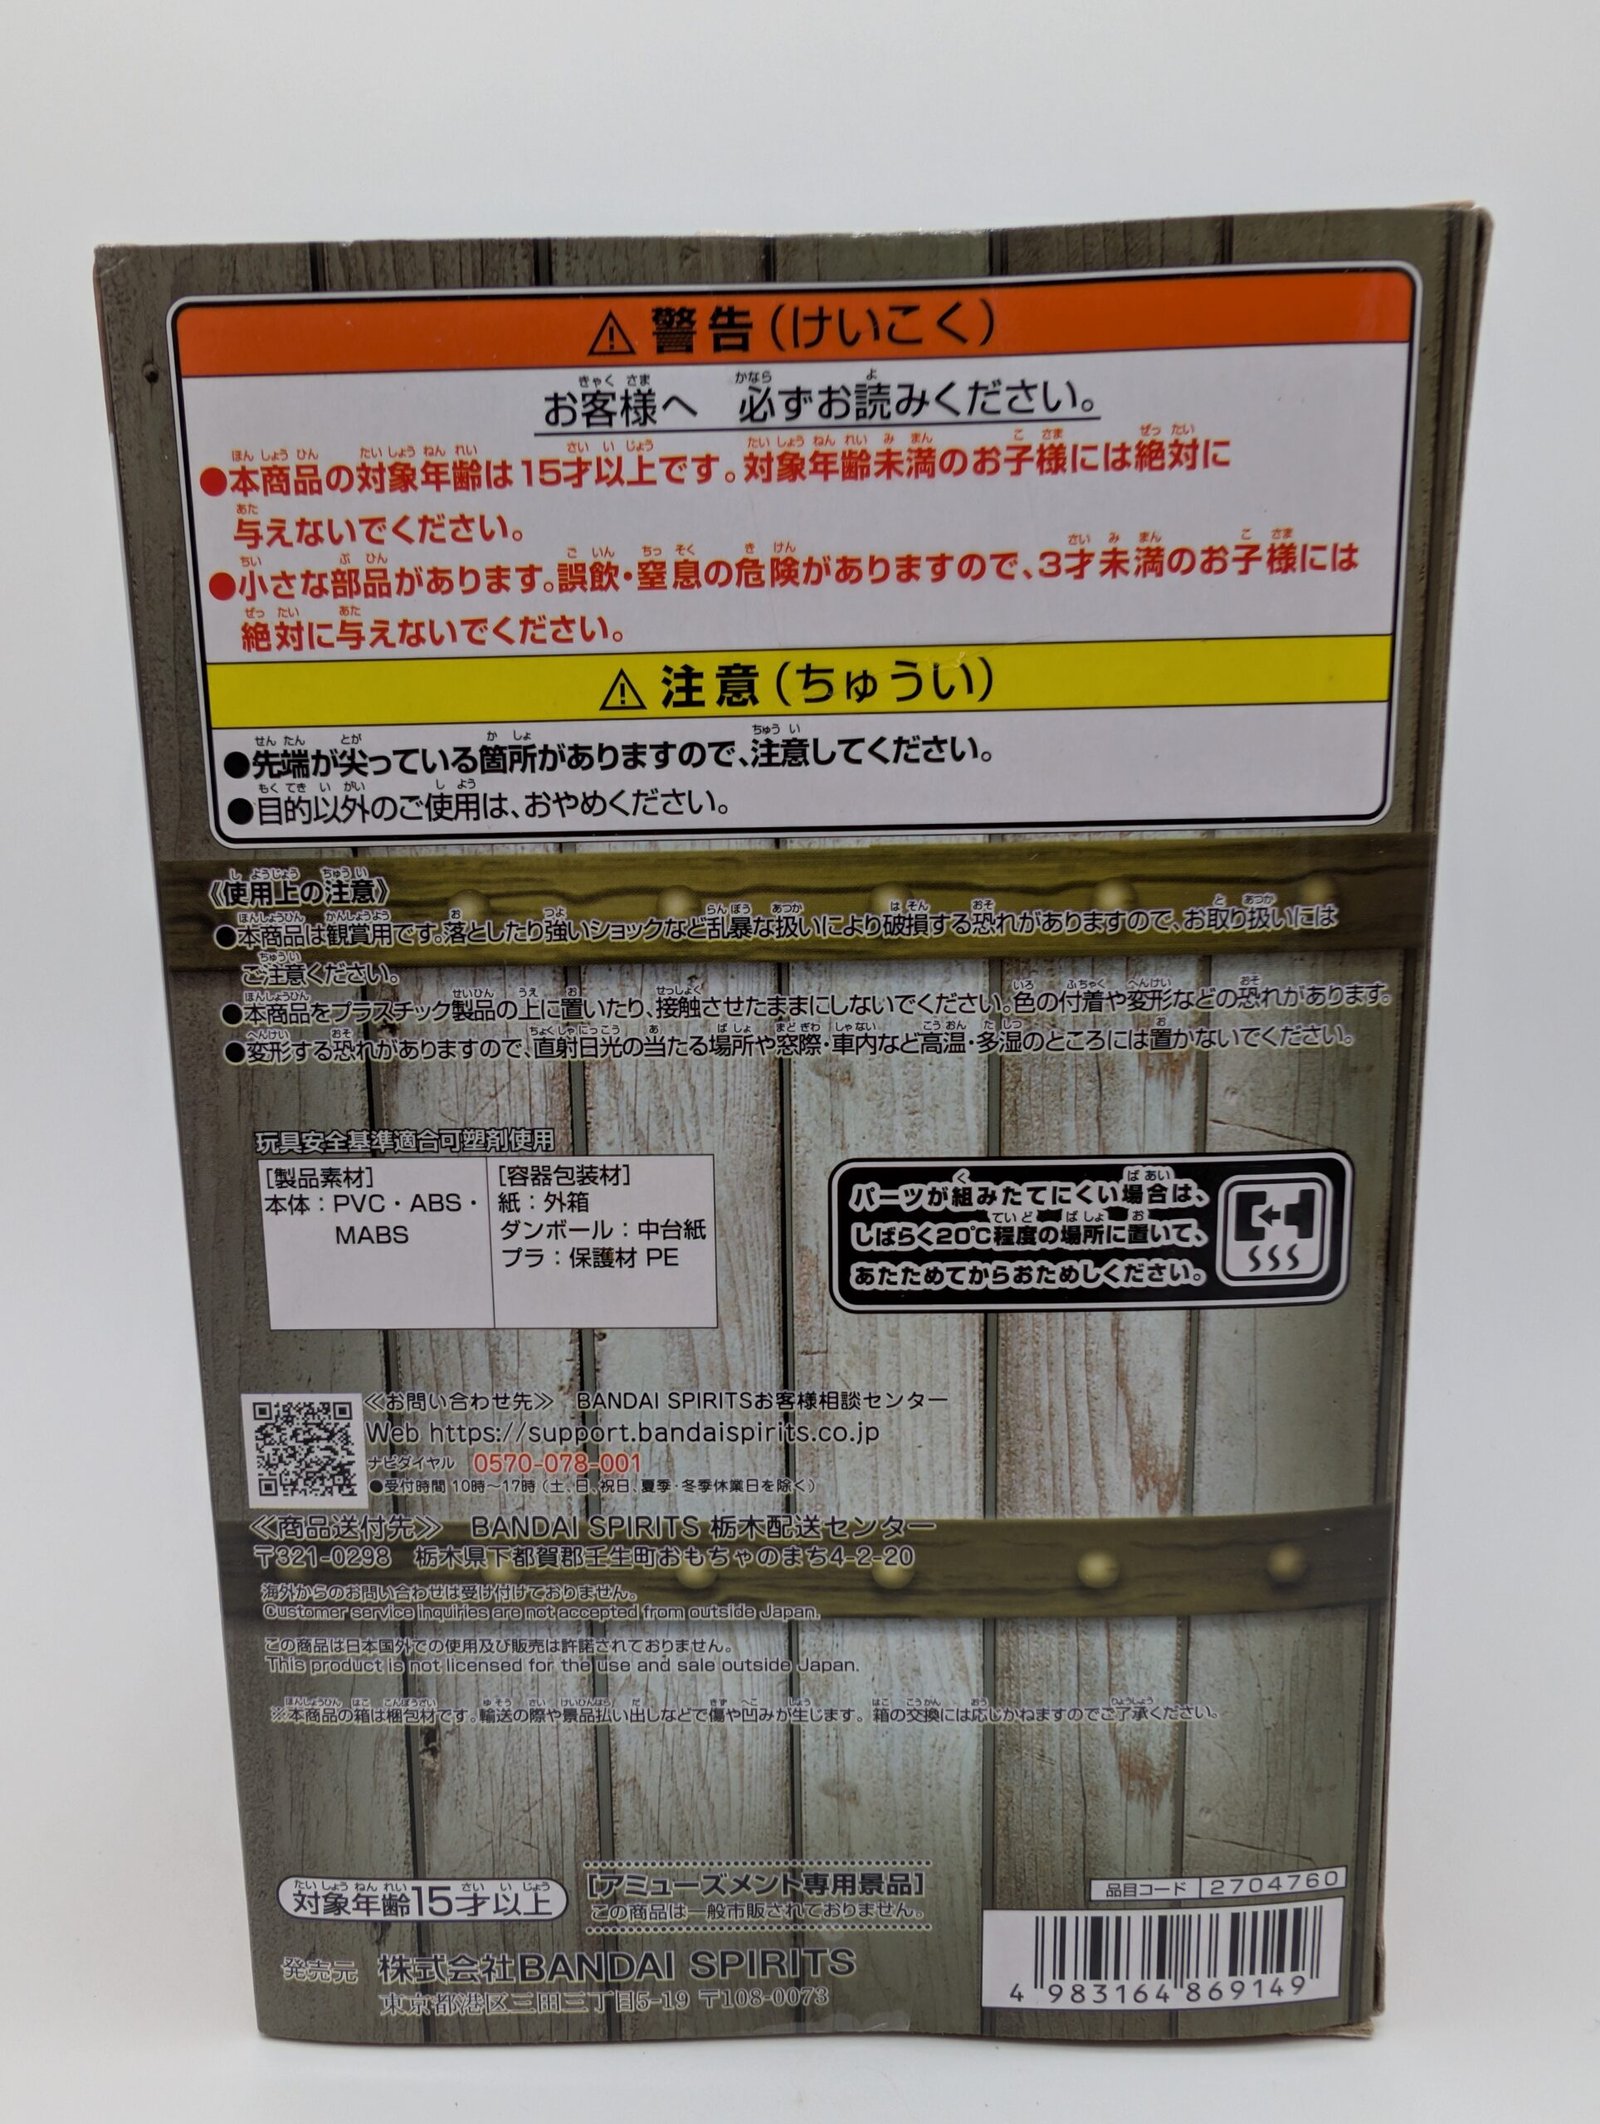 ⚠警告(けいこく)
お客様へ 必ずお読みください。
●本商品の対象年齢は15才以上です。対象年齢未満のお子様には絶対に
与えないでください。
●小さな部品があります。誤飲・窒息の危険がありますので、3才未満のお子様には
絶対に与えないでください。
⚠注意(ちゅうい)
●先端が尖っている箇所がありますので、注意してください。
●目的以外のご使用は、おやめください。
《使用上の注意》
●本商品は観賞用です。落としたり強いショックなど乱暴な扱いにより破損する恐れがありますので、お取り扱いには
ご注意ください。
●本商品をプラスチック製品の上に置いたり、接触させたままにしないでください。色の付着や変形などの恐れがあります。
●変形する恐れがありますので、直射日光の当たる場所や窓際・車内など高温・多湿のところには置かないでください。
玩具安全基準適合可塑剤使用
[製品素材]
本体：PVC・ABS・
MABS
[容器包装材]
紙：外箱
ダンボール：中台紙
プラ：保護材 PE
パーツが組みたてにくい場合は、
しばらく20℃程度の場所に置いて、
あたためてからおためしください。
≪お問い合わせ先≫ BANDAI SPIRITSお客様相談センター
Web https://support.bandaispirits.co.jp
ナビダイヤル 0570-078-001
●受付時間 10時～17時（土、日、祝日、夏季・冬季休業日を除く）
≪商品送付先≫ BANDAI SPIRITS 栃木配送センター
〒321-0298 栃木県下都賀郡壬生町おもちゃのまち4-2-20
海外からのお問い合わせは受け付けておりません。
Customer service inquiries are not accepted from outside Japan.
この商品は日本国外での使用及び販売は許諾されておりません。
This product is not licensed for the use and sale outside Japan.
※本商品の箱は梱包材です。輸送の際や景品払い出しなどで傷や凹みが生じます。箱の交換には応じかねますのでご了承ください。
対象年齢15才以上
[アミューズメント専用景品]
この商品は一般市販されておりません。
品目コード 2704760
発売元 株式会社BANDAI SPIRITS
東京都港区三田三丁目5-19 〒108-0073
4 983164 869149